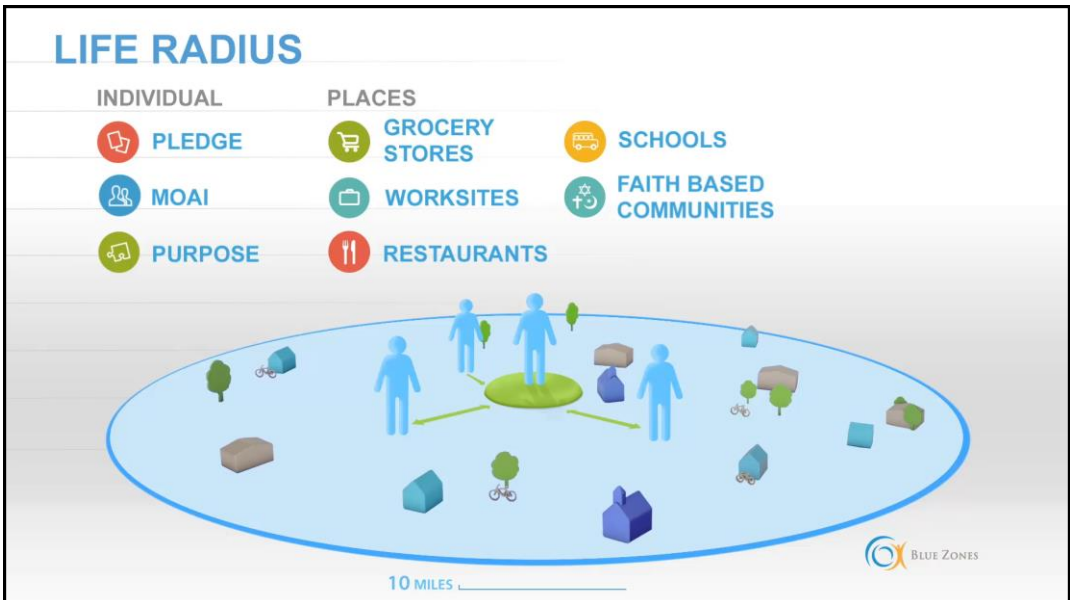 LIFE RADIUS
INDIVIDUAL
PLEDGE
MOAI
PURPOSE
PLACES
GROCERY
STORES
WORKSITES
RESTAURANTS
SCHOOLS
FAITH BASED
COMMUNITIES
BLUE ZONES
10 MILES